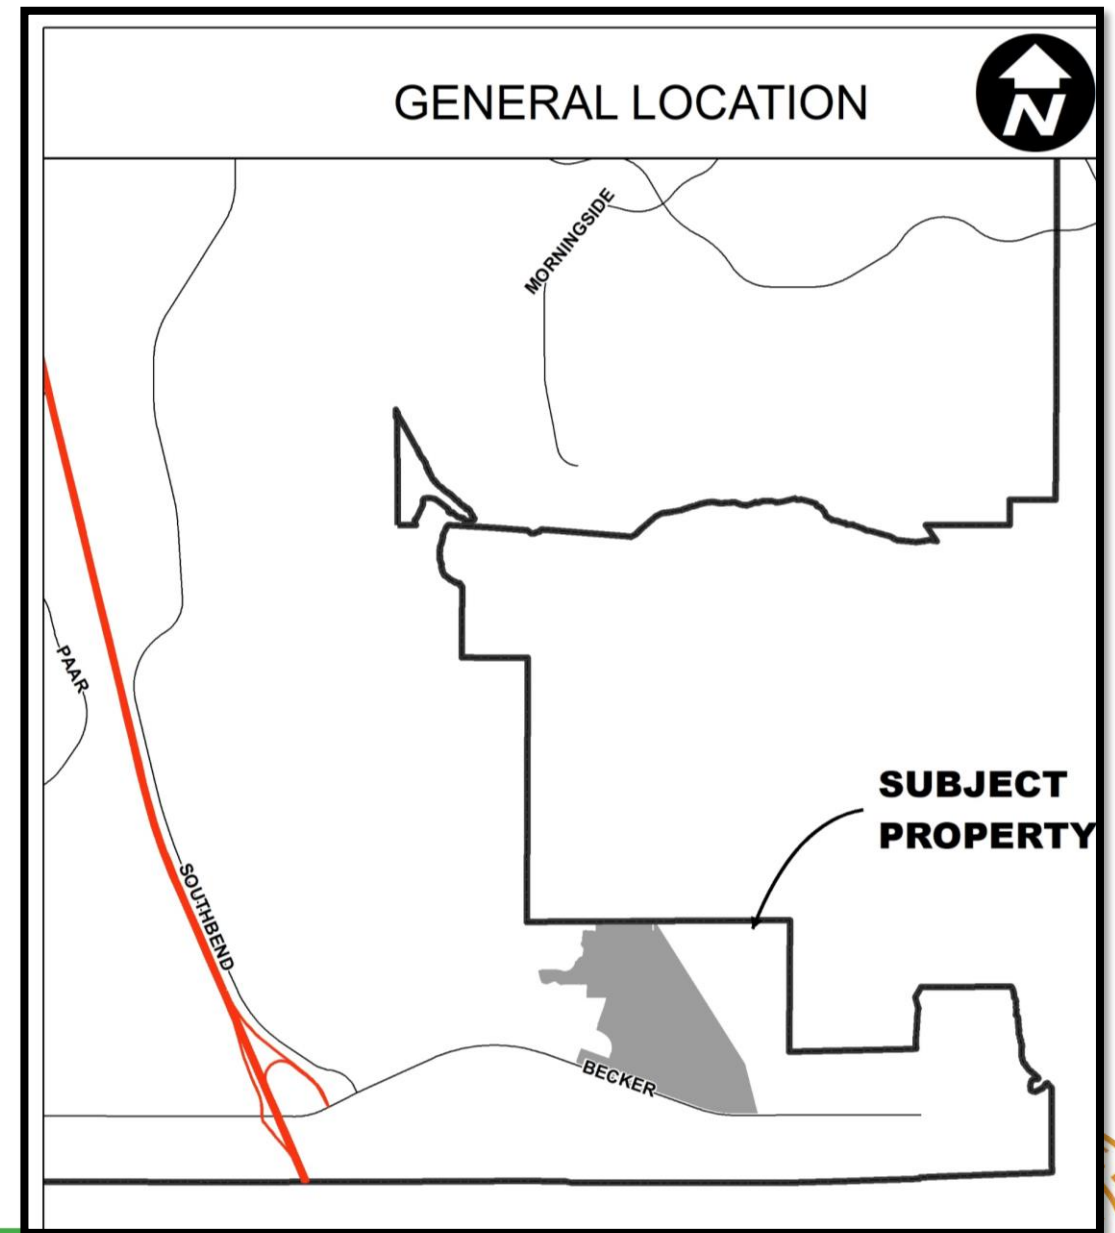 GENERAL LOCATION
N
MORNINGSIDE
PAAR
SUBJECT
PROPERTY
SOUTHBEND
BECKER